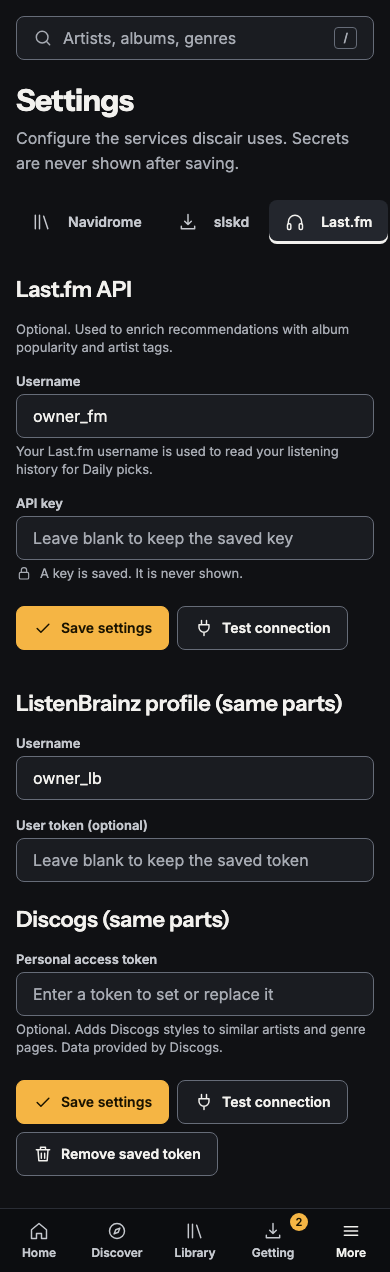 Artists, albums, genres
/
Settings
Configure the services discair uses. Secrets
are never shown after saving.
Navidrome
slskd
Last.fm
Last.fm API
Optional. Used to enrich recommendations with album
popularity and artist tags.
Username
owner_fm
Your Last.fm username is used to read your listening
history for Daily picks.
API key
Leave blank to keep the saved key
A key is saved. It is never shown.
Save settings
Test connection
ListenBrainz profile (same parts)
Username
owner_lb
User token (optional)
Leave blank to keep the saved token
Discogs (same parts)
Personal access token
Enter a token to set or replace it
Optional. Adds Discogs styles to similar artists and genre
pages. Data provided by Discogs.
Save settings
Test connection
Remove saved token
Home
Discover
Library
2
Getting
More